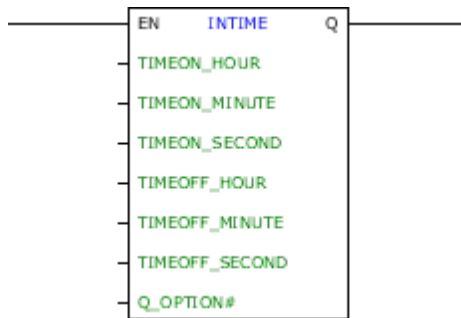 EN INTIME Q
TIMEON_HOUR
TIMEON_MINUTE
TIMEON_SECOND
TIMEOFF_HOUR
TIMEOFF_MINUTE
TIMEOFF_SECOND
Q_OPTION#